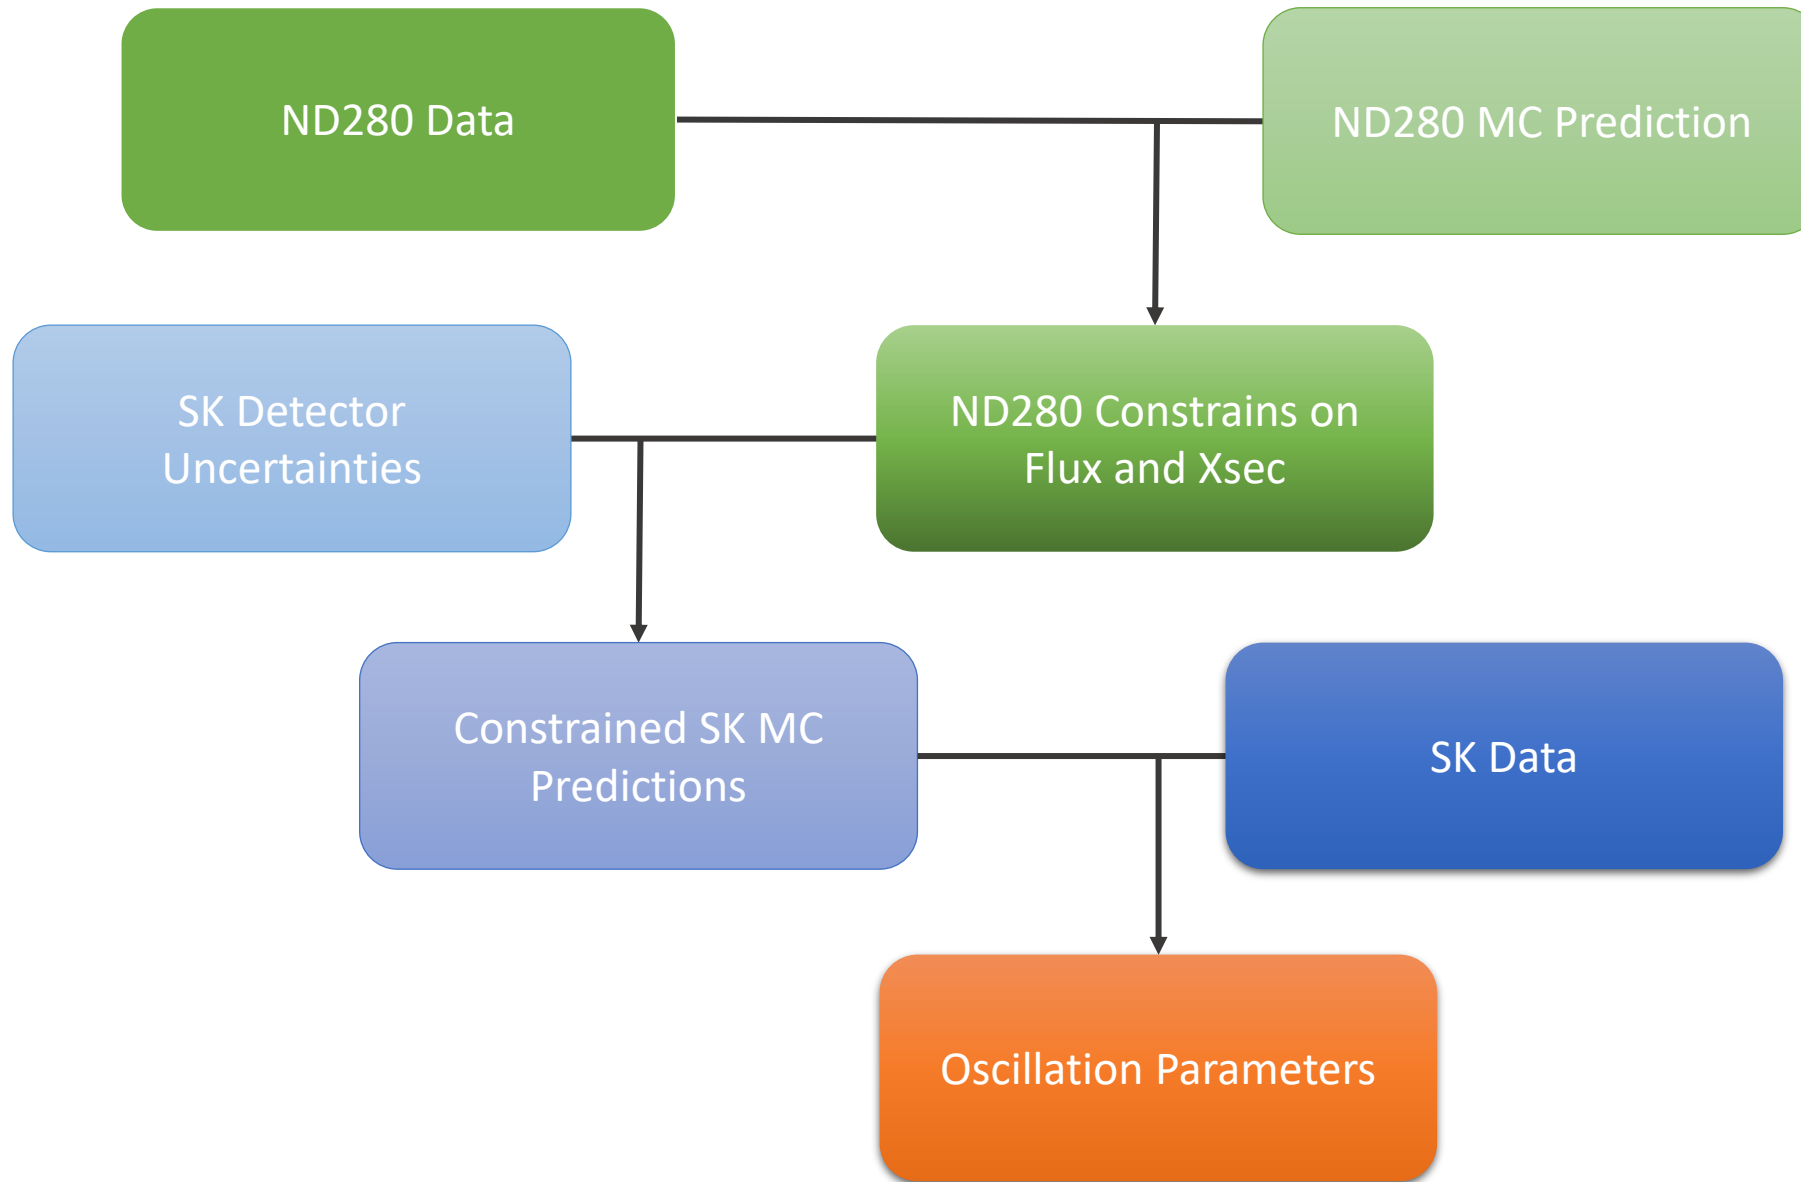 ND280 Data
ND280 MC Prediction
SK Detector
Uncertainties
ND280 Constrains on
Flux and Xsec
Constrained SK MC
Predictions
SK Data
Oscillation Parameters